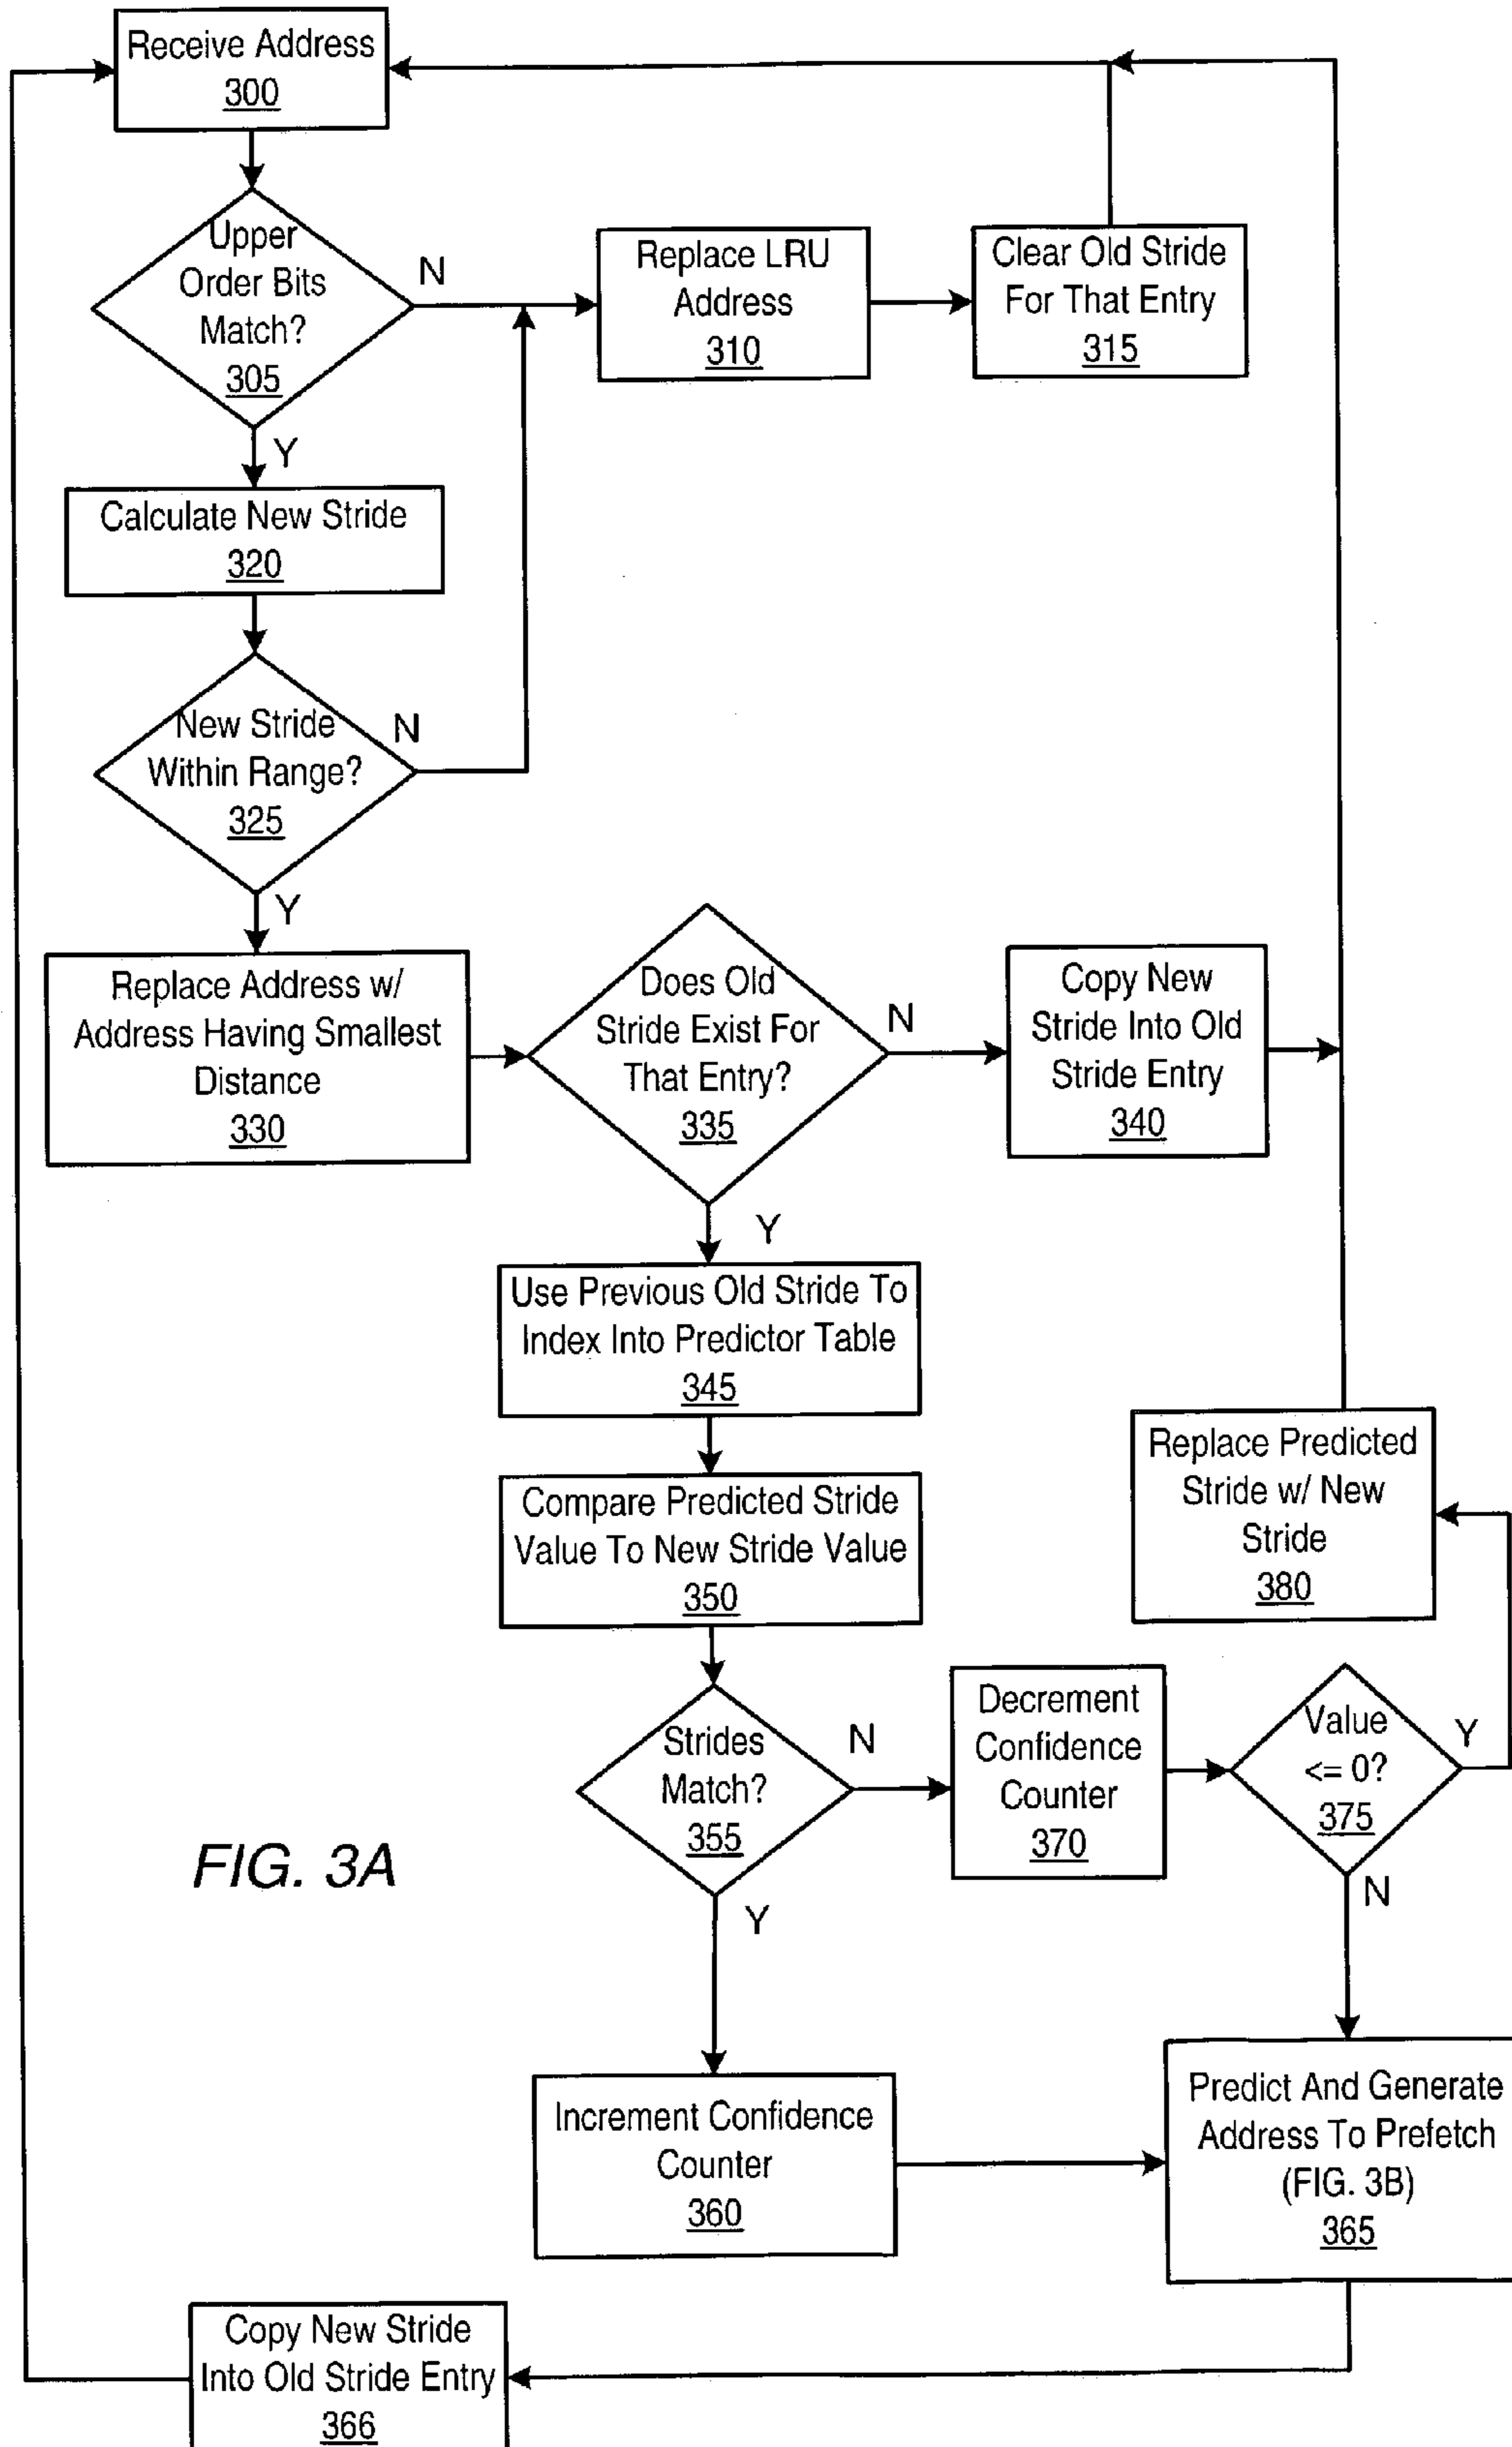 Receive Address
300
Upper
Order Bits
Match?
305
N
Replace LRU
Address
310
Clear Old Stride
For That Entry
315
Y
Calculate New Stride
320
New Stride
Within Range?
325
N
Y
Replace Address w/
Address Having Smallest
Distance
330
Does Old
Stride Exist For
That Entry?
335
N
Copy New
Stride Into Old
Stride Entry
340
Y
Use Previous Old Stride To
Index Into Predictor Table
345
Compare Predicted Stride
Value To New Stride Value
350
Replace Predicted
Stride w/ New
Stride
380
Strides
Match?
355
N
Decrement
Confidence
Counter
370
Value
<= 0?
375
Y
N
FIG. 3A
Y
Increment Confidence
Counter
360
Predict And Generate
Address To Prefetch
(FIG. 3B)
365
Copy New Stride
Into Old Stride Entry
366